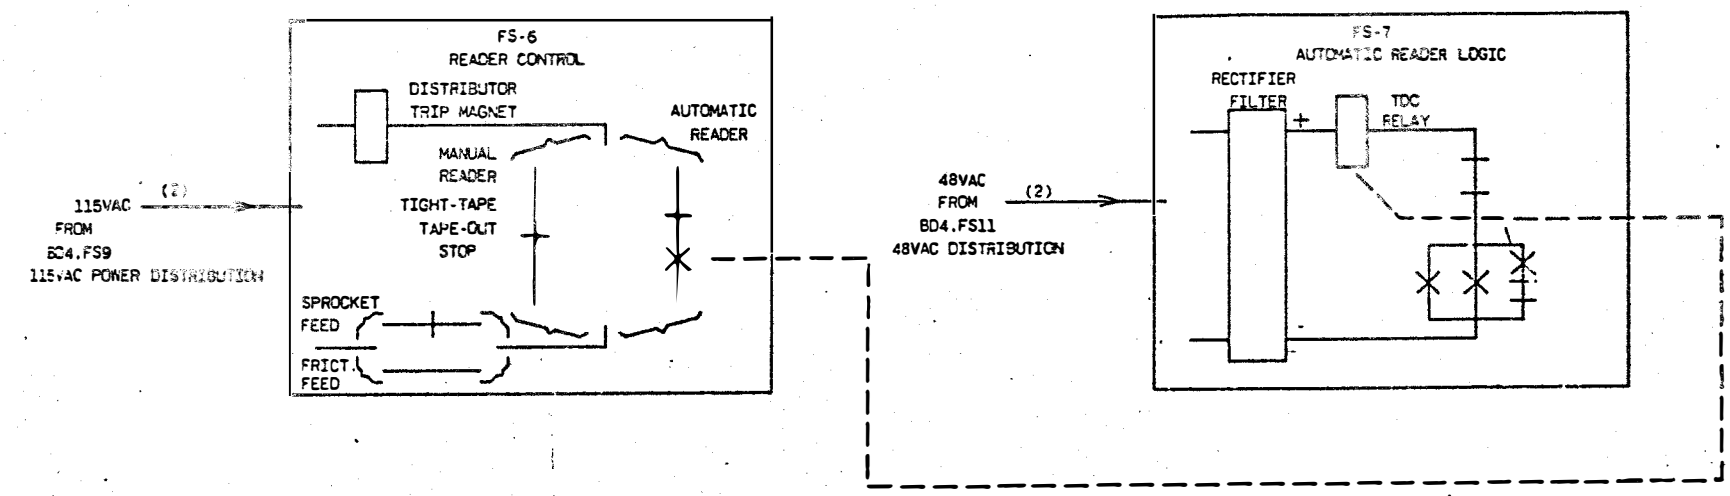 FS-6
READER CONTROL
DISTRIBUTOR
TRIP MAGNET
AUTOMATIC
READER
MANUAL
READER
TIGHT-TAPE
TAPE-OUT
STOP
115VAC
(2)
FROM
BD4.FS9
115VAC POWER DISTRIBUTION
SPROCKET
FEED
FRICT.
FEED
FS-7
AUTOMATIC READER LOGIC
RECTIFIER
FILTER
+
TDC
RELAY
48VAC
(2)
FROM
BD4.FS11
48VAC DISTRIBUTION
-